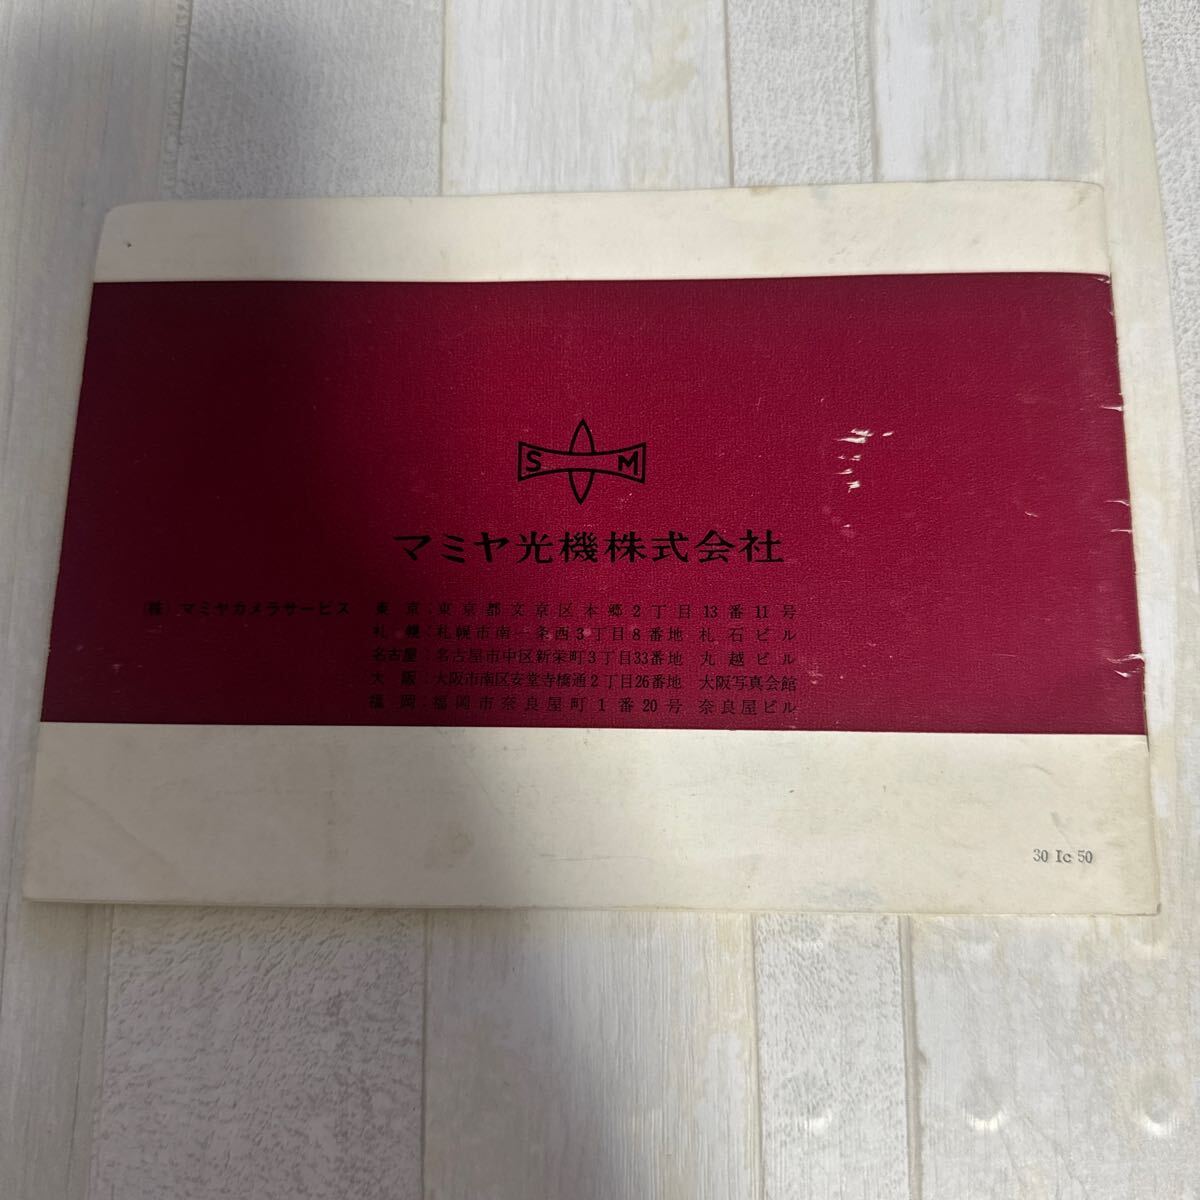 S M
マミヤ光機株式会社
(株) マミヤカメラサービス 東京:東京都文京区本郷2丁目13番11号
札幌:札幌市南一条西3丁目8番地 札石ビル
名古屋:名古屋市中区新栄町3丁目33番地 丸越ビル
大阪:大阪市南区安堂寺橋通2丁目26番地 大阪写真会館
福岡:福岡市奈良屋町1番20号 奈良屋ビル
30 Ic 50